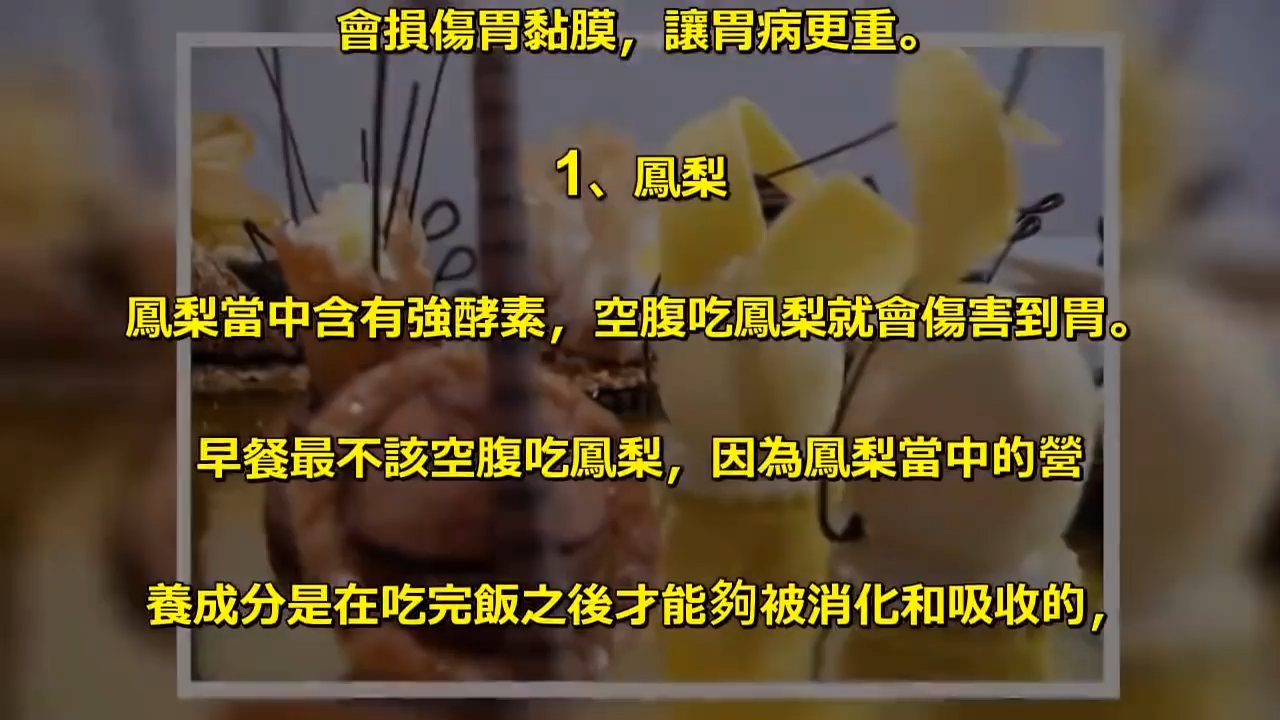 會損傷胃黏膜，讓胃病更重。
1、鳳梨
鳳梨當中含有強酵素，空腹吃鳳梨就會傷害到胃。
早餐最不該空腹吃鳳梨，因為鳳梨當中的營
養成分是在吃完飯之後才能夠被消化和吸收的，